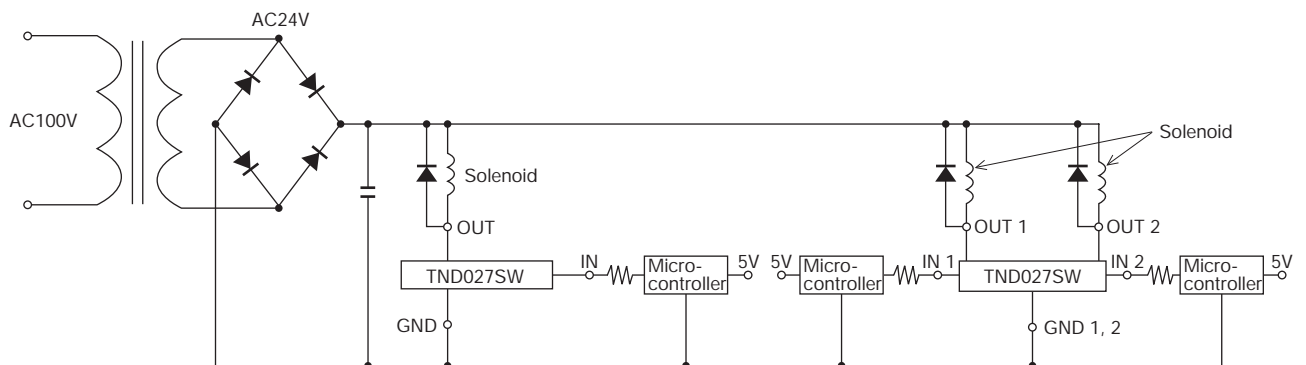 AC24V
AC100V
Solenoid
Solenoid
OUT
OUT 1
OUT 2
TND027SW
IN
Micro-
controller
5V
5V
Micro-
controller
IN 1
TND027SW
IN 2
Micro-
controller
5V
GND
GND 1, 2